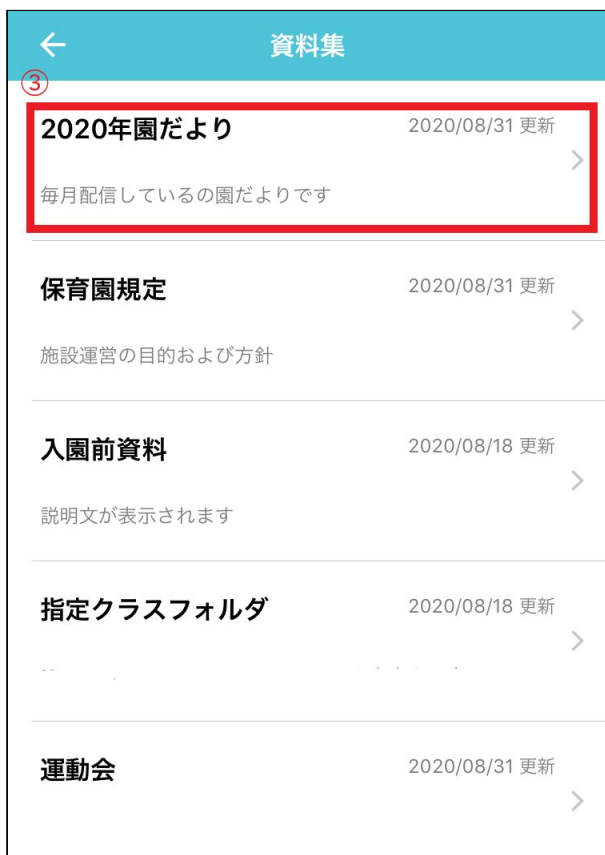 資料集
③
2020年園だより 2020/08/31 更新
毎月配信しているの園だよりです
保育園規定 2020/08/31 更新
施設運営の目的および方針
入園前資料 2020/08/18 更新
説明文が表示されます
指定クラスフォルダ 2020/08/18 更新
運動会 2020/08/31 更新